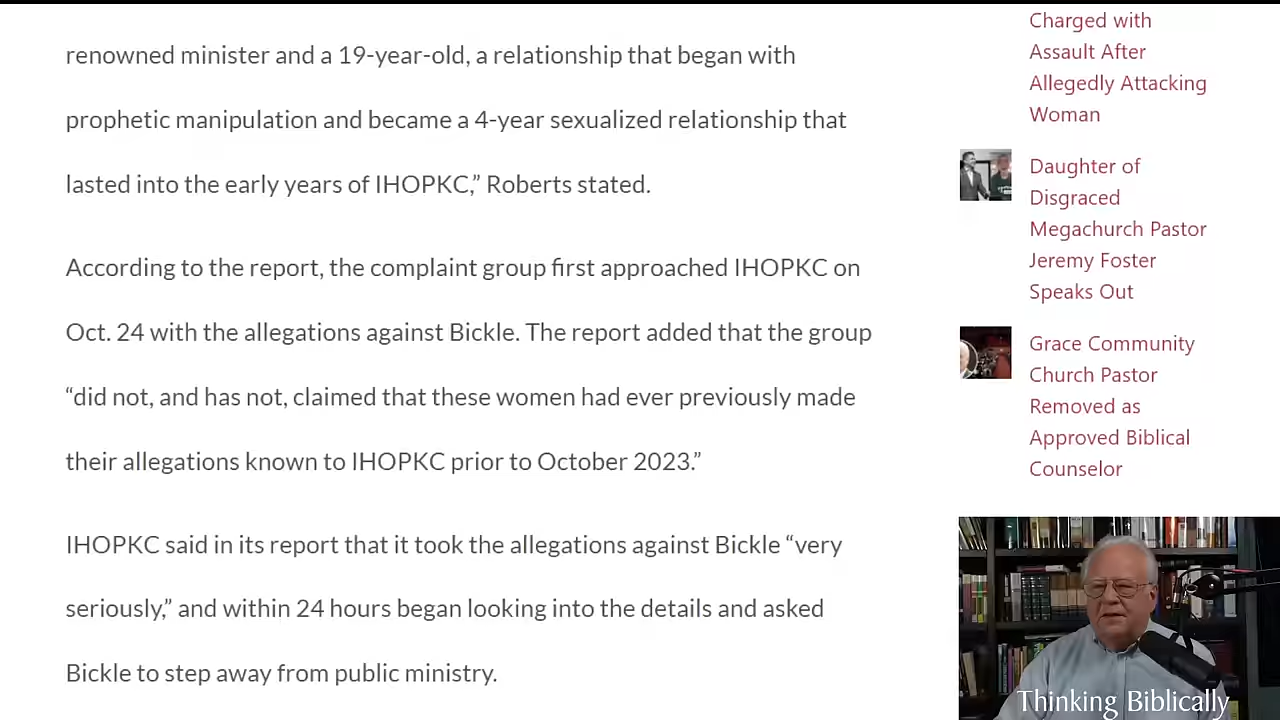 renowned minister and a 19-year-old, a relationship that began with
prophetic manipulation and became a 4-year sexualized relationship that
lasted into the early years of IHOPKC,” Roberts stated.
According to the report, the complaint group first approached IHOPKC on
Oct. 24 with the allegations against Bickle. The report added that the group
“did not, and has not, claimed that these women had ever previously made
their allegations known to IHOPKC prior to October 2023.”
IHOPKC said in its report that it took the allegations against Bickle “very
seriously,” and within 24 hours began looking into the details and asked
Bickle to step away from public ministry.
Charged with
Assault After
Allegedly Attacking
Woman
Daughter of
Disgraced
Megachurch Pastor
Jeremy Foster
Speaks Out
Grace Community
Church Pastor
Removed as
Approved Biblical
Counselor
Thinking Biblically